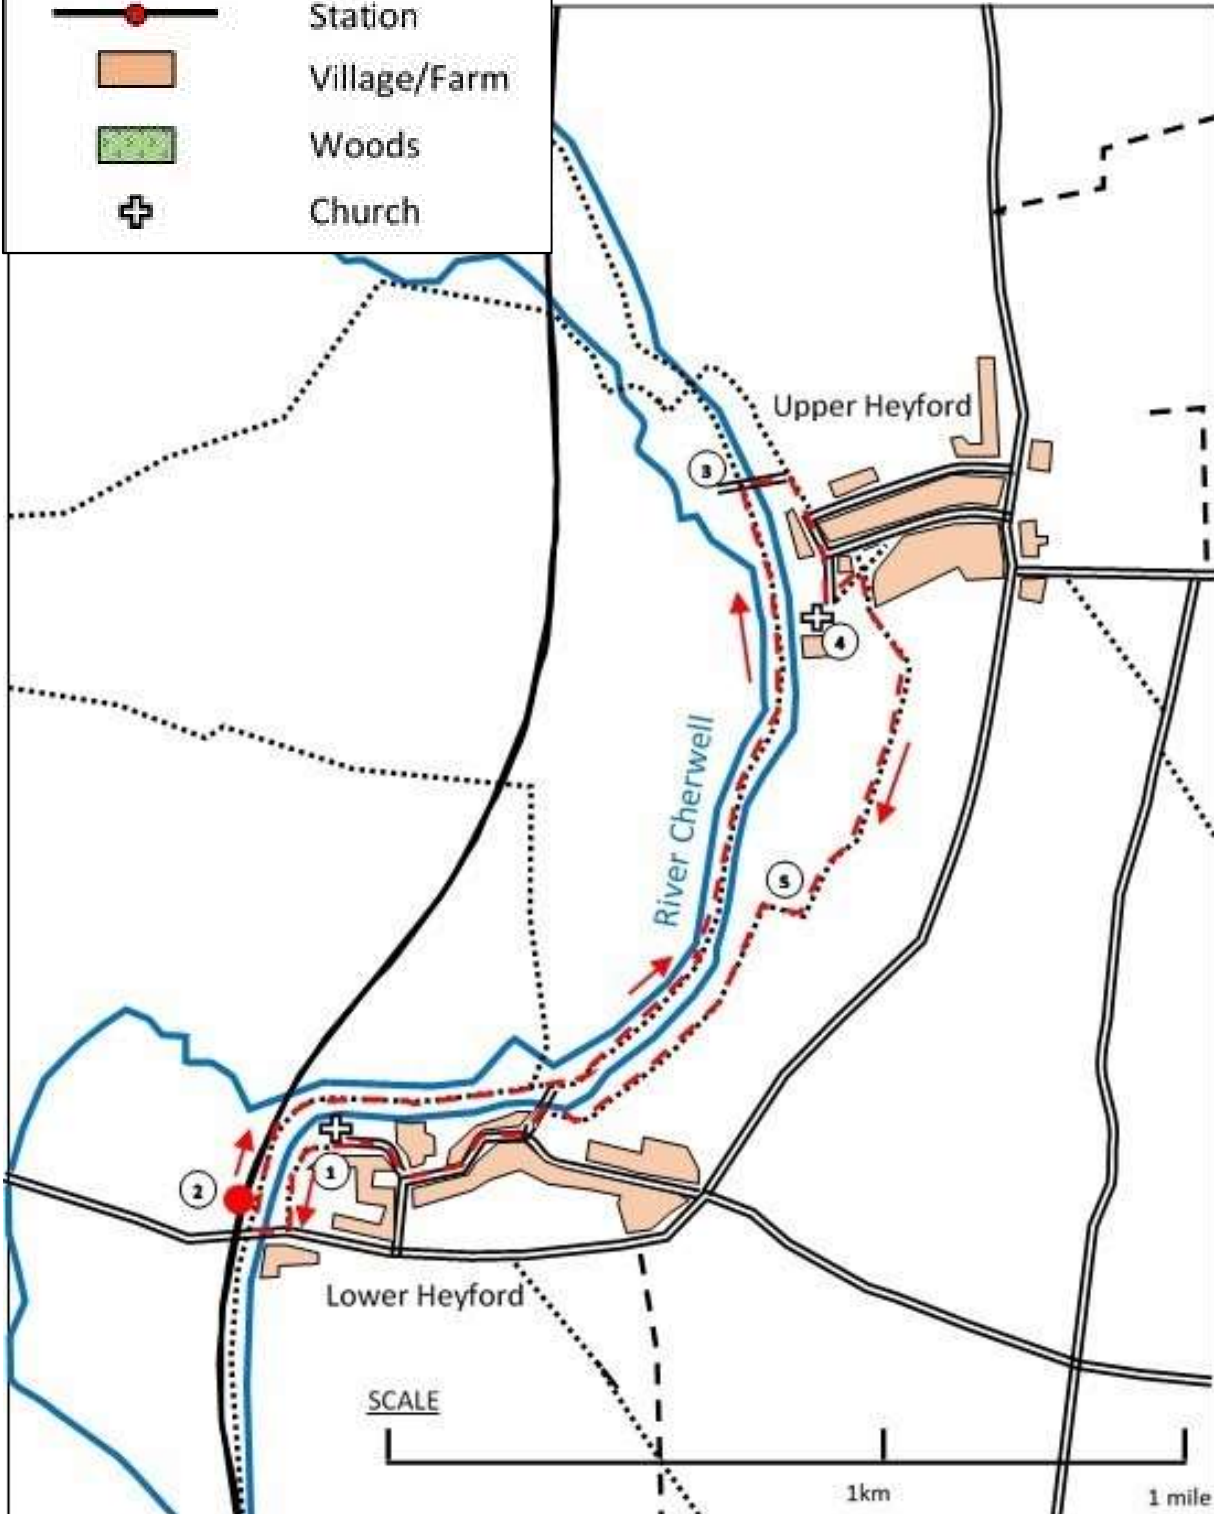 Station
Village/Farm
Woods
Church
Upper Heyford
3
4
River Cherwell
5
1
2
Lower Heyford
SCALE
1km
1 mile